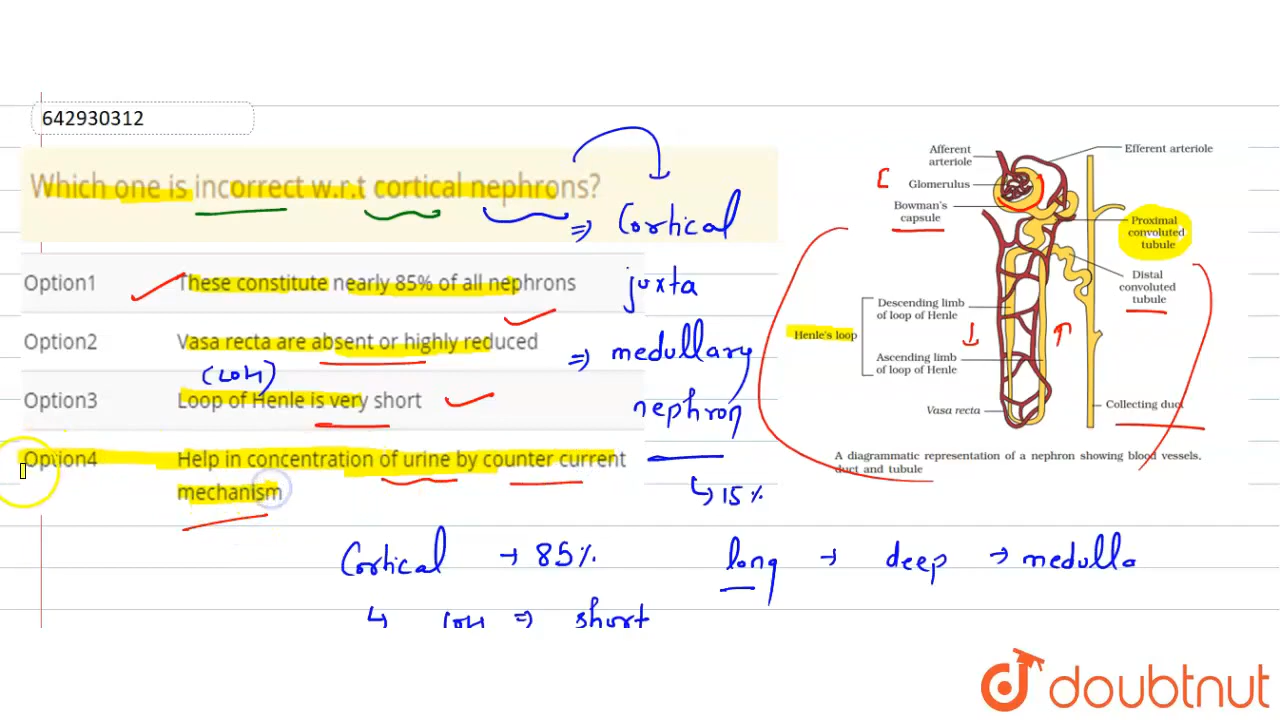 642930312
Which one is incorrect w.r.t cortical nephrons?
Option1 These constitute nearly 85% of all nephrons
Option2 Vasa recta are absent or highly reduced
(LOH)
Option3 Loop of Henle is very short
Option4 Help in concentration of urine by counter current
mechanism
⇒ Cortical
juxta
⇒ medullary
nephron
↳ 15%
Cortical → 85%
↳ LOH ⇒ short
long → deep → medulla
Afferent
arteriole
Efferent arteriole
Glomerulus
Bowman's
capsule
Proximal
convoluted
tubule
Distal
convoluted
tubule
Descending limb
of loop of Henle
Henle's loop
Ascending limb
of loop of Henle
Vasa recta
Collecting duct
A diagrammatic representation of a nephron showing blood vessels,
duct and tubule
doubtnut